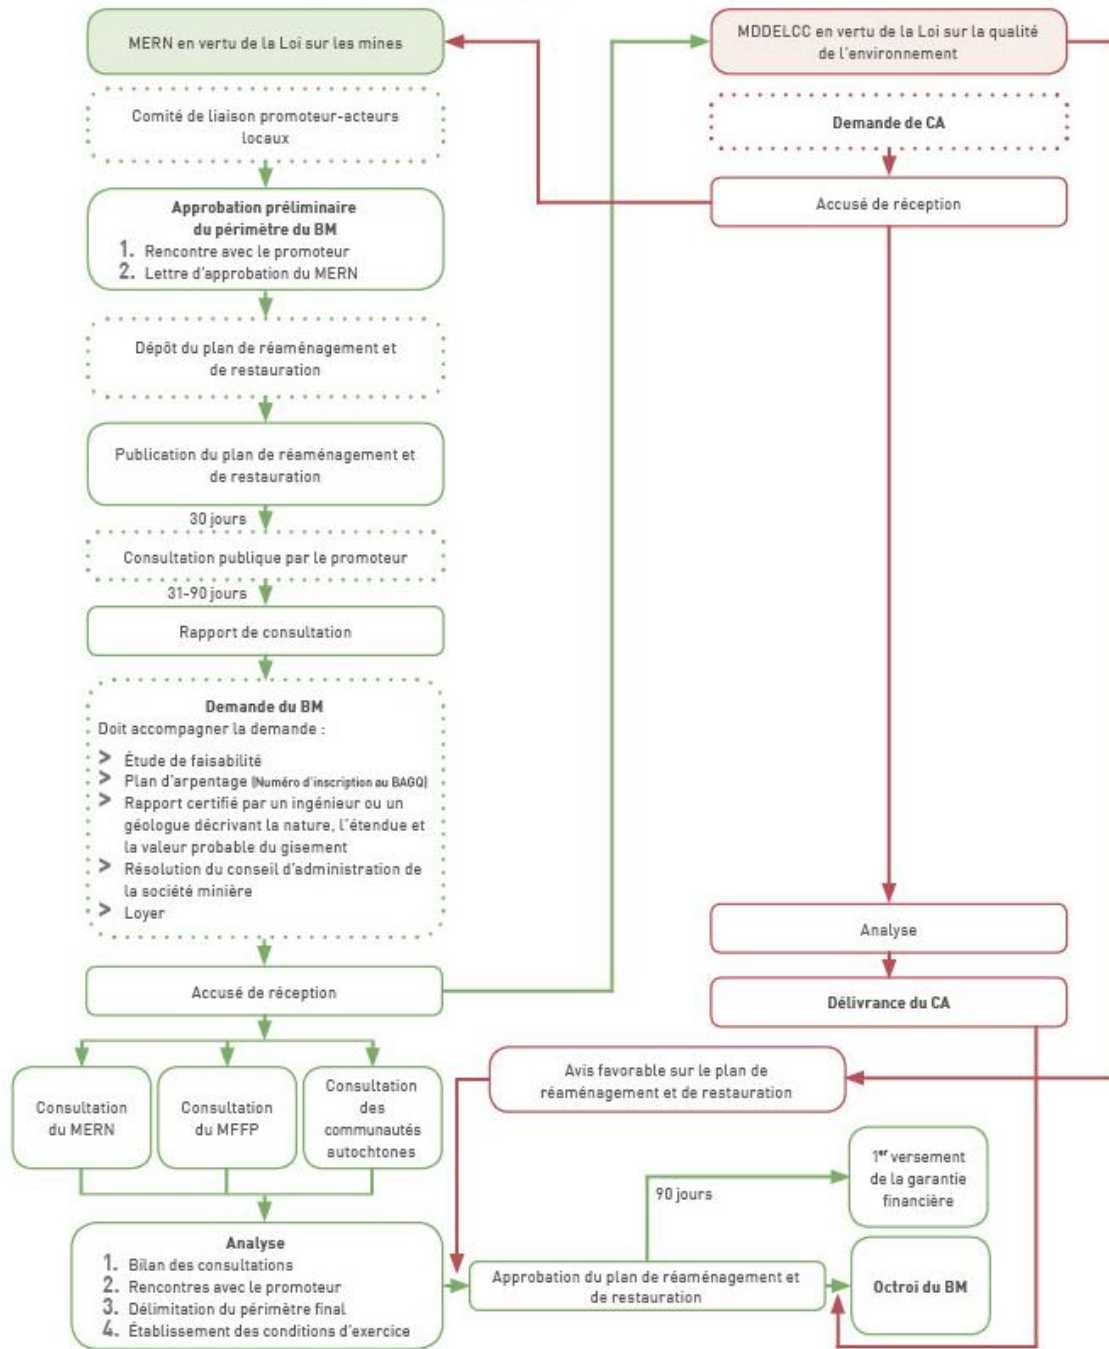 MERN en vertu de la Loi sur les mines
Comité de liaison promoteur-acteurs
locaux
Approbation préliminaire
du périmètre du BM
1. Rencontre avec le promoteur
2. Lettre d'approbation du MERN
Dépôt du plan de réaménagement et
de restauration
Publication du plan de réaménagement et
de restauration
30 jours
Consultation publique par le promoteur
31-90 jours
Rapport de consultation
Demande du BM
Doit accompagner la demande :
> Étude de faisabilité
> Plan d'arpentage (Numéro d'inscription au BAGQ)
> Rapport certifié par un ingénieur ou un
géologue décrivant la nature, l'étendue et
la valeur probable du gisement
> Résolution du conseil d'administration de
la société minière
> Loyer
Accusé de réception
Consultation
du MERN
Consultation
du MFFP
Consultation
des
communautés
autochtones
Analyse
1. Bilan des consultations
2. Rencontres avec le promoteur
3. Délimitation du périmètre final
4. Établissement des conditions d'exercice
MDDELCC en vertu de la Loi sur la qualité
de l'environnement
Demande de CA
Accusé de réception
Analyse
Délivrance du CA
Avis favorable sur le plan de
réaménagement et de restauration
90 jours
1er versement
de la garantie
financière
Approbation du plan de réaménagement et
de restauration
Octroi du BM